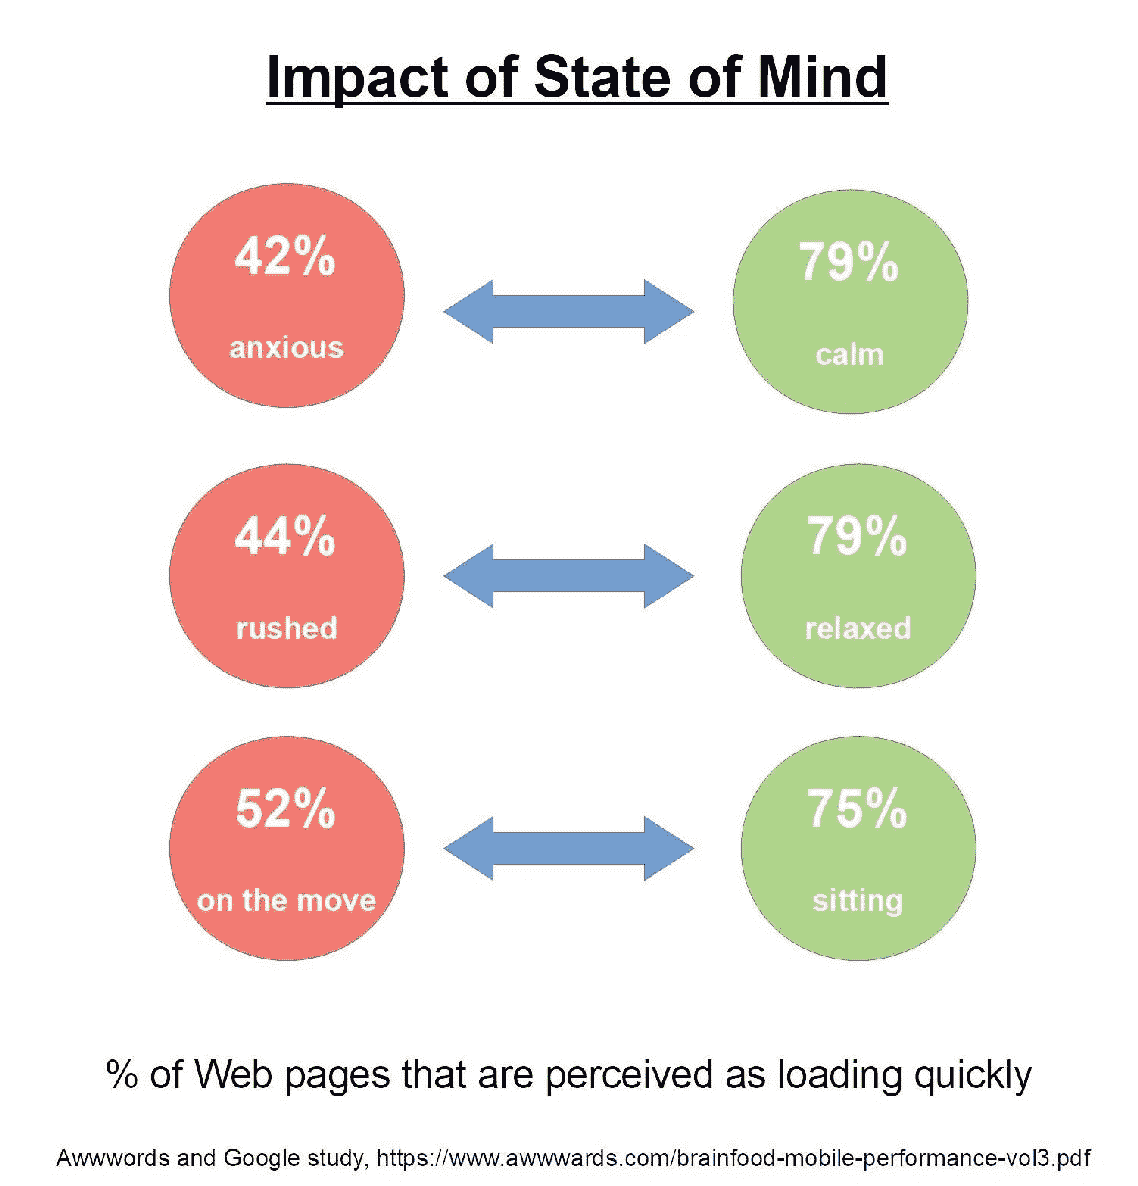 Impact of State of Mind
42%
anxious
79%
calm
44%
rushed
79%
relaxed
52%
on the move
75%
sitting
% of Web pages that are perceived as loading quickly
Awwwords and Google study, https://www.awwwards.com/brainfood-mobile-performance-vol3.pdf